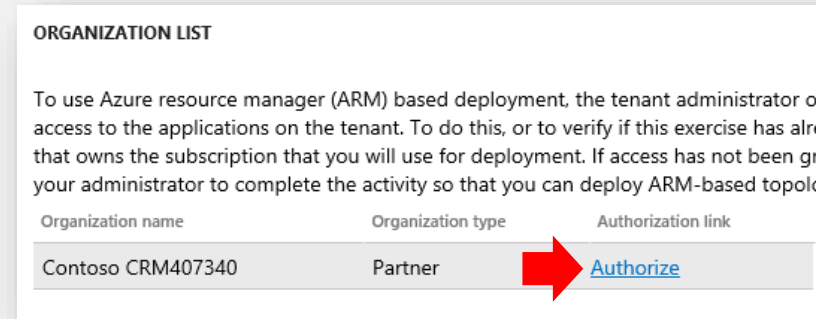 ORGANIZATION LIST
To use Azure resource manager (ARM) based deployment, the tenant administrator
access to the applications on the tenant. To do this, or to verify if this exercise has
that owns the subscription that you will use for deployment. If access has not been
your administrator to complete the activity so that you can deploy ARM-based
Organization name Organization type Authorization link
Contoso CRM407340 Partner Authorize